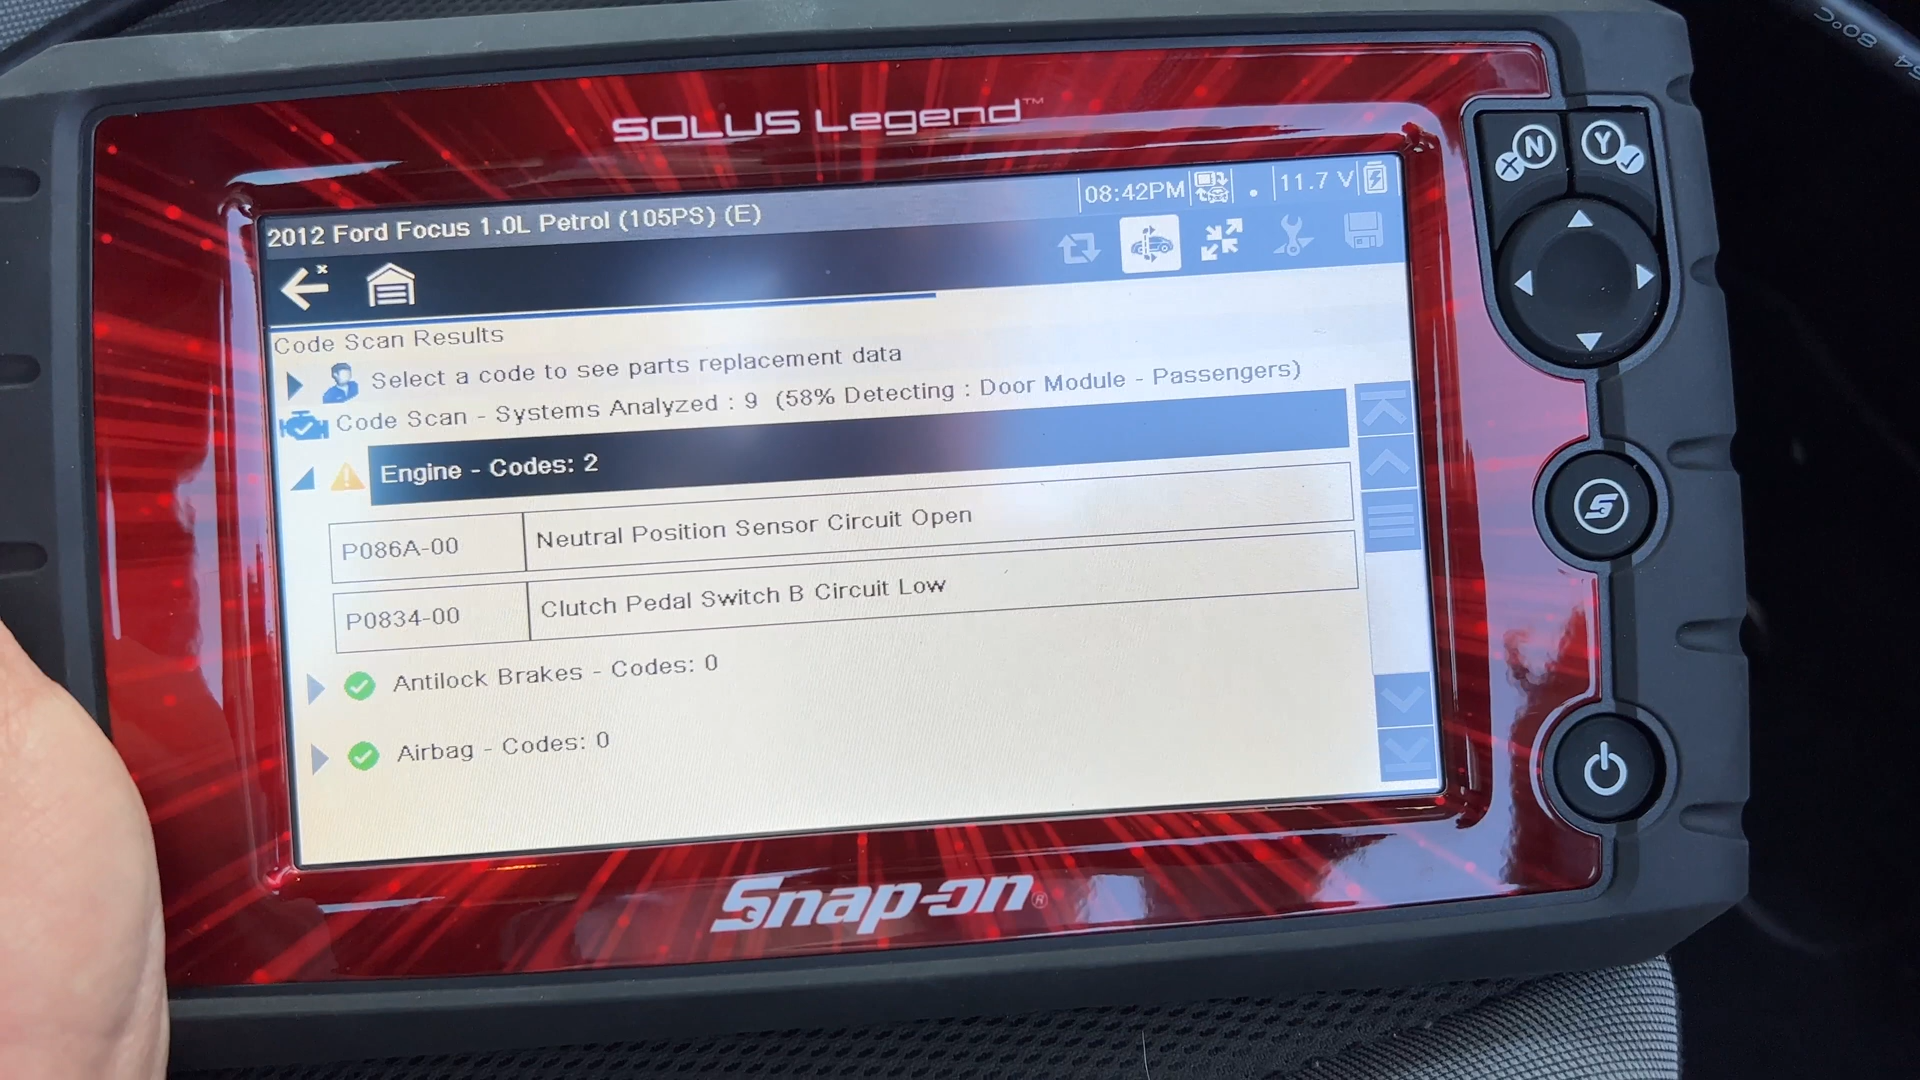 80°C
54
SOLUS Legend™
N
Y
08:42PM
11.7 V
2012 Ford Focus 1.0L Petrol (105PS) (E)
Code Scan Results
Select a code to see parts replacement data
Code Scan - Systems Analyzed : 9 (58% Detecting : Door Module - Passengers)
Engine - Codes: 2
P086A-00 Neutral Position Sensor Circuit Open
P0834-00 Clutch Pedal Switch B Circuit Low
Antilock Brakes - Codes: 0
Airbag - Codes: 0
S
Snap-on®